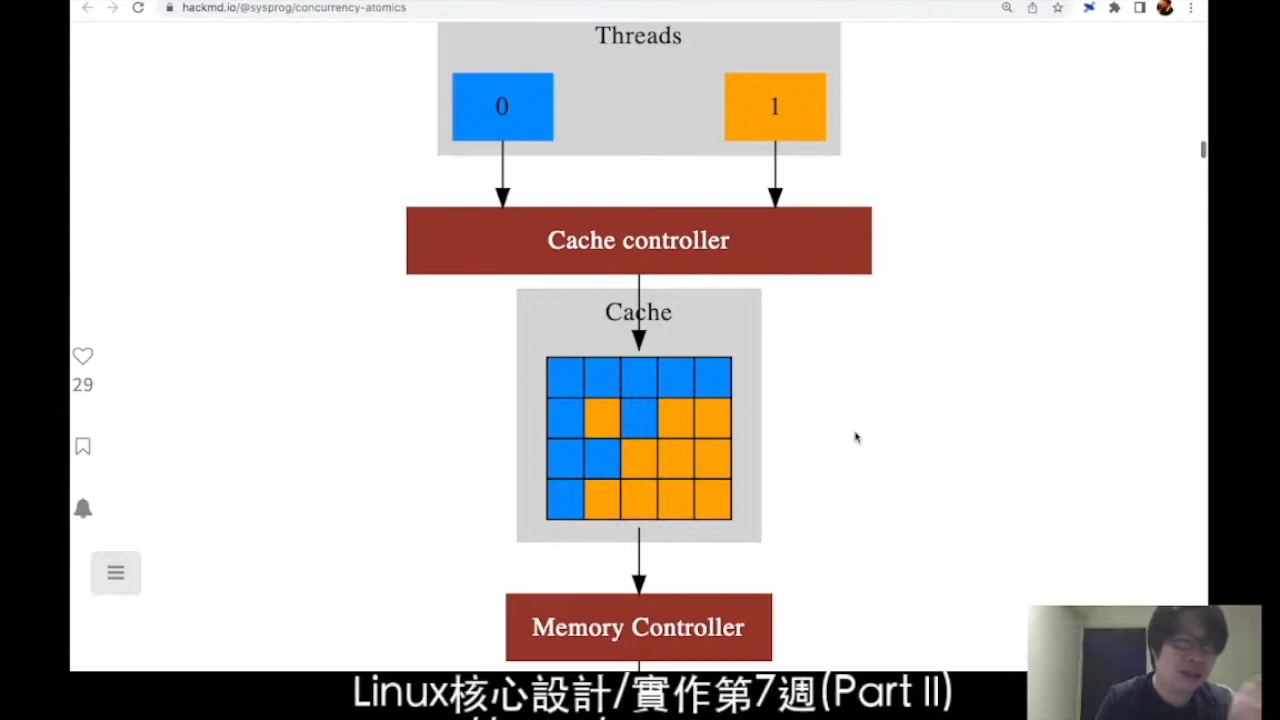 hackmd.io/@sysprog/concurrency-atomics
Threads
0
1
Cache controller
Cache
29
Memory Controller
Linux核心設計/實作第7週(Part II)